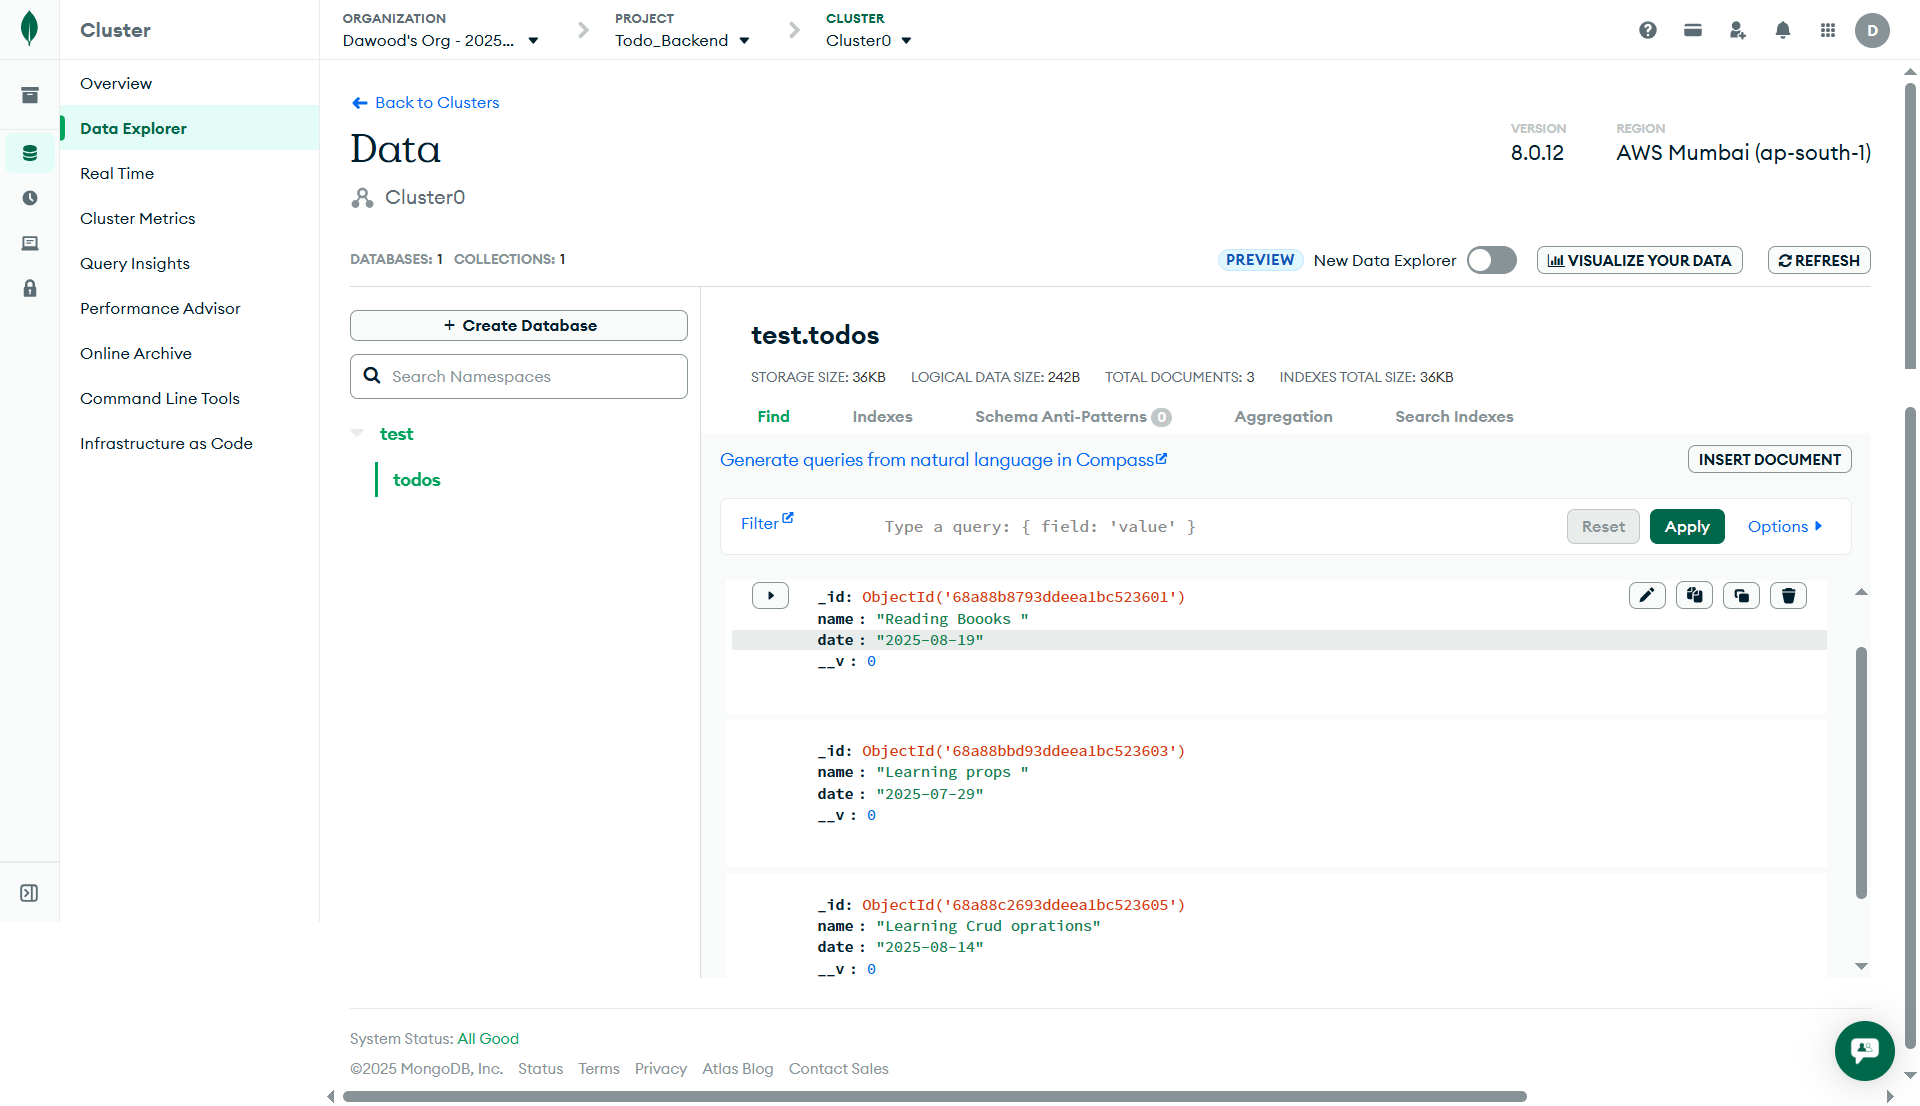 Cluster
ORGANIZATION
Dawood's Org - 2025...
PROJECT
Todo_Backend
CLUSTER
Cluster0
D
Overview
Data Explorer
Real Time
Cluster Metrics
Query Insights
Performance Advisor
Online Archive
Command Line Tools
Infrastructure as Code
Back to Clusters
Data
Cluster0
VERSION
8.0.12
REGION
AWS Mumbai (ap-south-1)
DATABASES: 1 COLLECTIONS: 1
PREVIEW New Data Explorer
VISUALIZE YOUR DATA
REFRESH
+ Create Database
Search Namespaces
test
todos
test.todos
STORAGE SIZE: 36KB LOGICAL DATA SIZE: 242B TOTAL DOCUMENTS: 3 INDEXES TOTAL SIZE: 36KB
Find Indexes Schema Anti-Patterns 0 Aggregation Search Indexes
Generate queries from natural language in Compass
INSERT DOCUMENT
Filter
Type a query: { field: 'value' }
Reset Apply Options
_id: ObjectId('68a88b8793ddeea1bc523601')
name : "Reading Boooks "
date : "2025-08-19"
__v : 0
_id: ObjectId('68a88bbd93ddeea1bc523603')
name : "Learning props "
date : "2025-07-29"
__v : 0
_id: ObjectId('68a88c2693ddeea1bc523605')
name : "Learning Crud oprations"
date : "2025-08-14"
__v : 0
System Status: All Good
©2025 MongoDB, Inc. Status Terms Privacy Atlas Blog Contact Sales